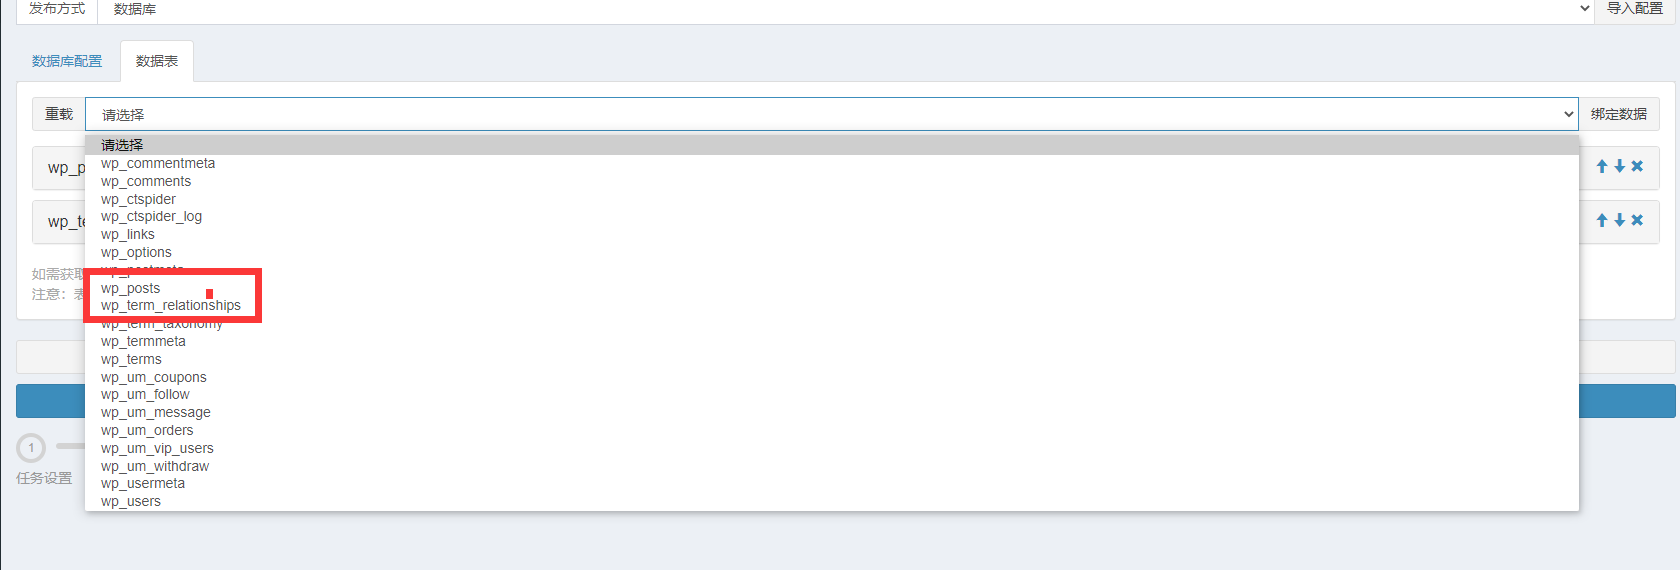 发布方式 数据库 导入配置
数据库配置 数据表
重载 请选择 绑定数据
请选择
wp_commentmeta
wp_comments
wp_ctspider
wp_ctspider_log
wp_links
wp_options
wp_postmeta
wp_posts
wp_term_relationships
wp_term_taxonomy
wp_termmeta
wp_terms
wp_um_coupons
wp_um_follow
wp_um_message
wp_um_orders
wp_um_vip_users
wp_um_withdraw
wp_usermeta
wp_users
wp_p
wp_te
如需获取
注意：表
1
任务设置